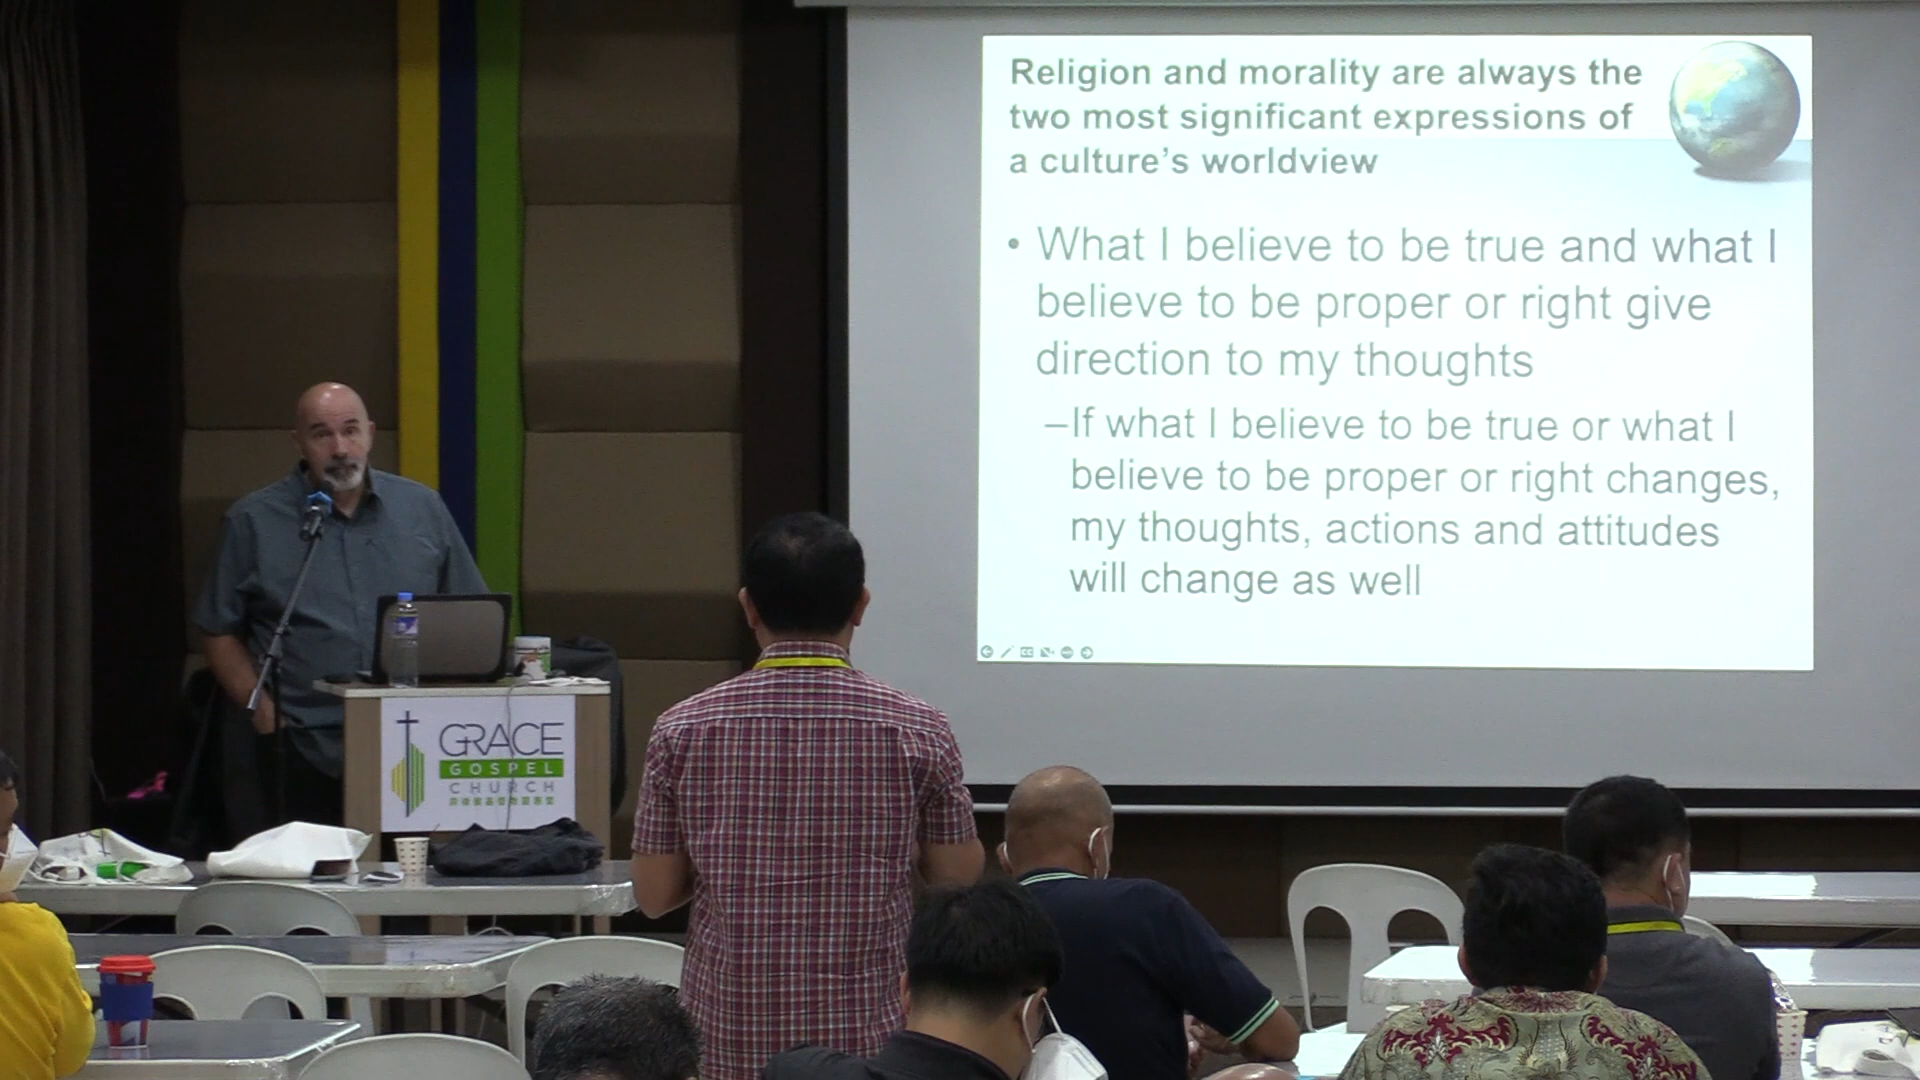 Religion and morality are always the
two most significant expressions of
a culture's worldview
• What I believe to be true and what I
believe to be proper or right give
direction to my thoughts
–If what I believe to be true or what I
believe to be proper or right changes,
my thoughts, actions and attitudes
will change as well
GRACE
GOSPEL
CHURCH